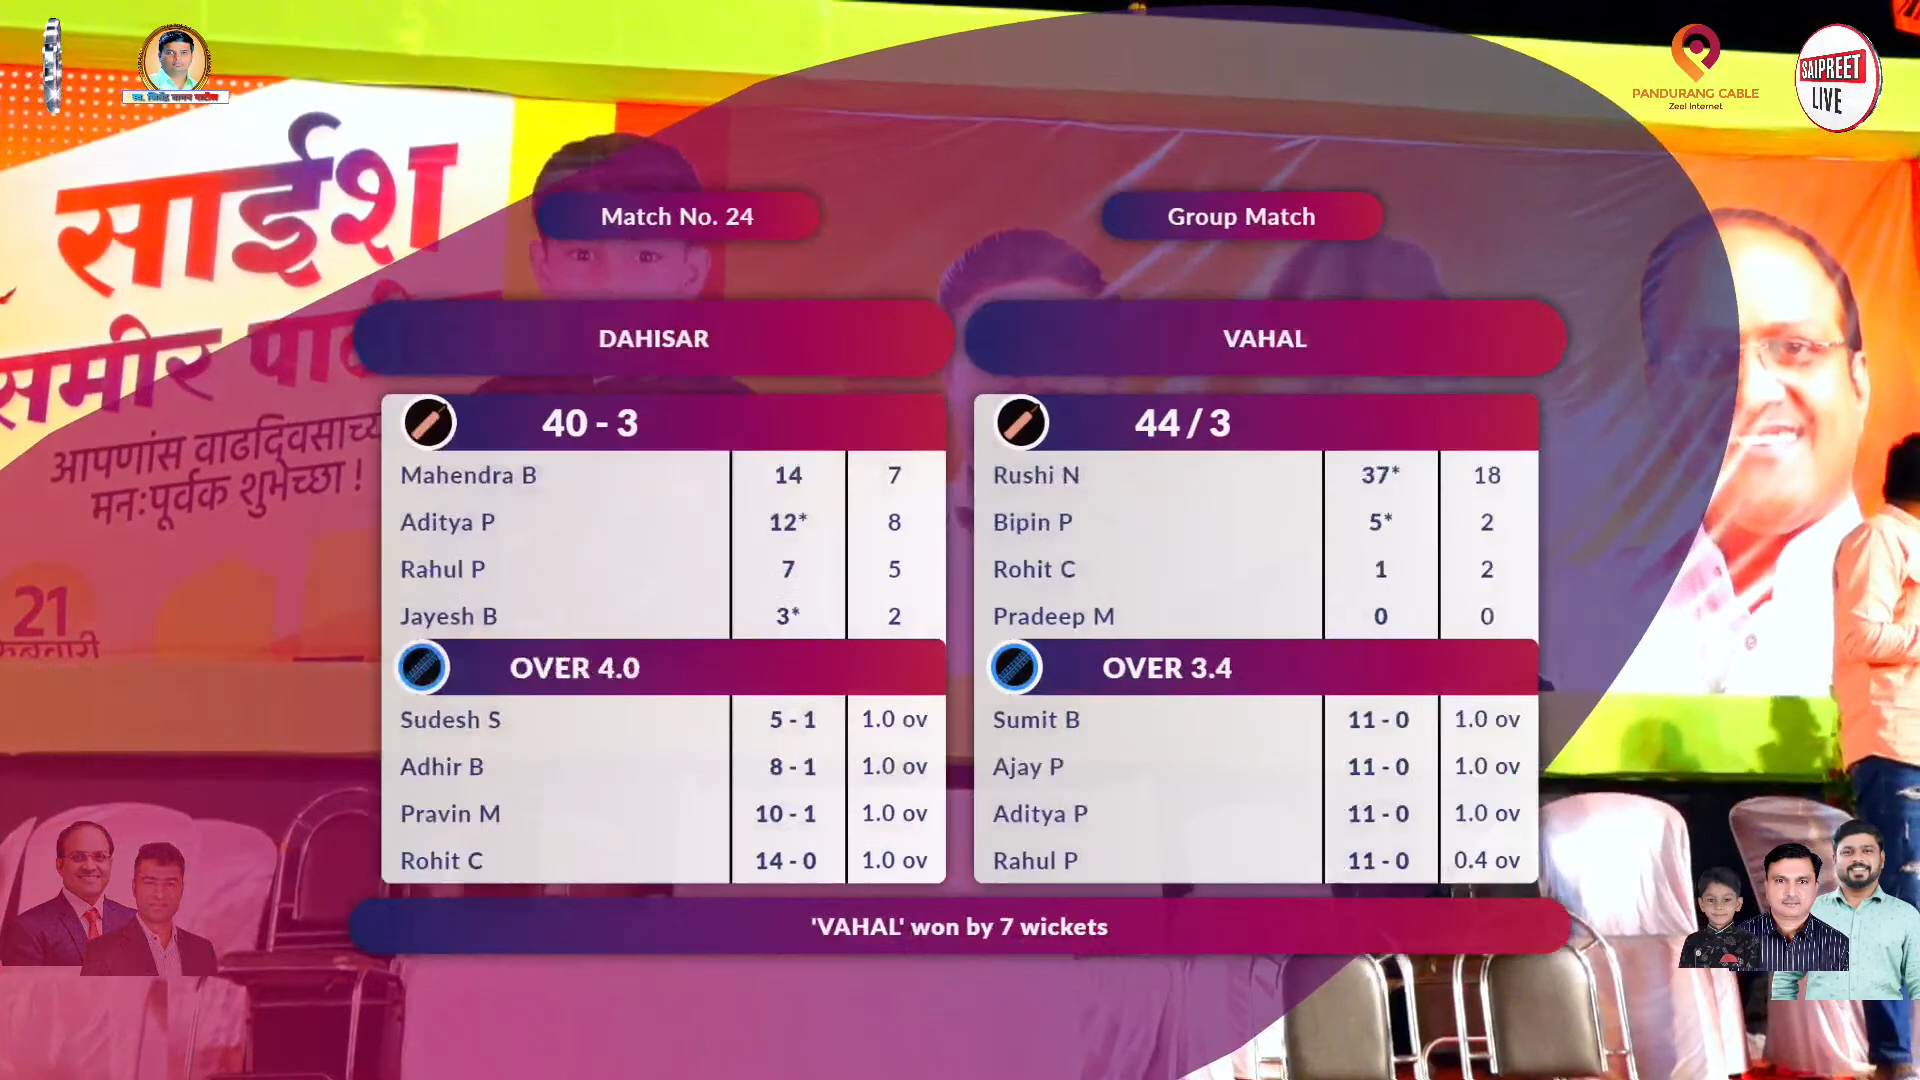 स्व. जितेंद्र वामन पाटील
PANDURANG CABLE
Zeel Internet
SAIPREET
LIVE
साईश
समीर
आपणांस वाढदिवसाच्या
मनःपूर्वक शुभेच्छा !
21
Match No. 24
Group Match
DAHISAR
VAHAL
40 - 3
Mahendra B 14 7
Aditya P 12* 8
Rahul P 7 5
Jayesh B 3* 2
OVER 4.0
Sudesh S 5 - 1 1.0 ov
Adhir B 8 - 1 1.0 ov
Pravin M 10 - 1 1.0 ov
Rohit C 14 - 0 1.0 ov
44 / 3
Rushi N 37* 18
Bipin P 5* 2
Rohit C 1 2
Pradeep M 0 0
OVER 3.4
Sumit B 11 - 0 1.0 ov
Ajay P 11 - 0 1.0 ov
Aditya P 11 - 0 1.0 ov
Rahul P 11 - 0 0.4 ov
'VAHAL' won by 7 wickets